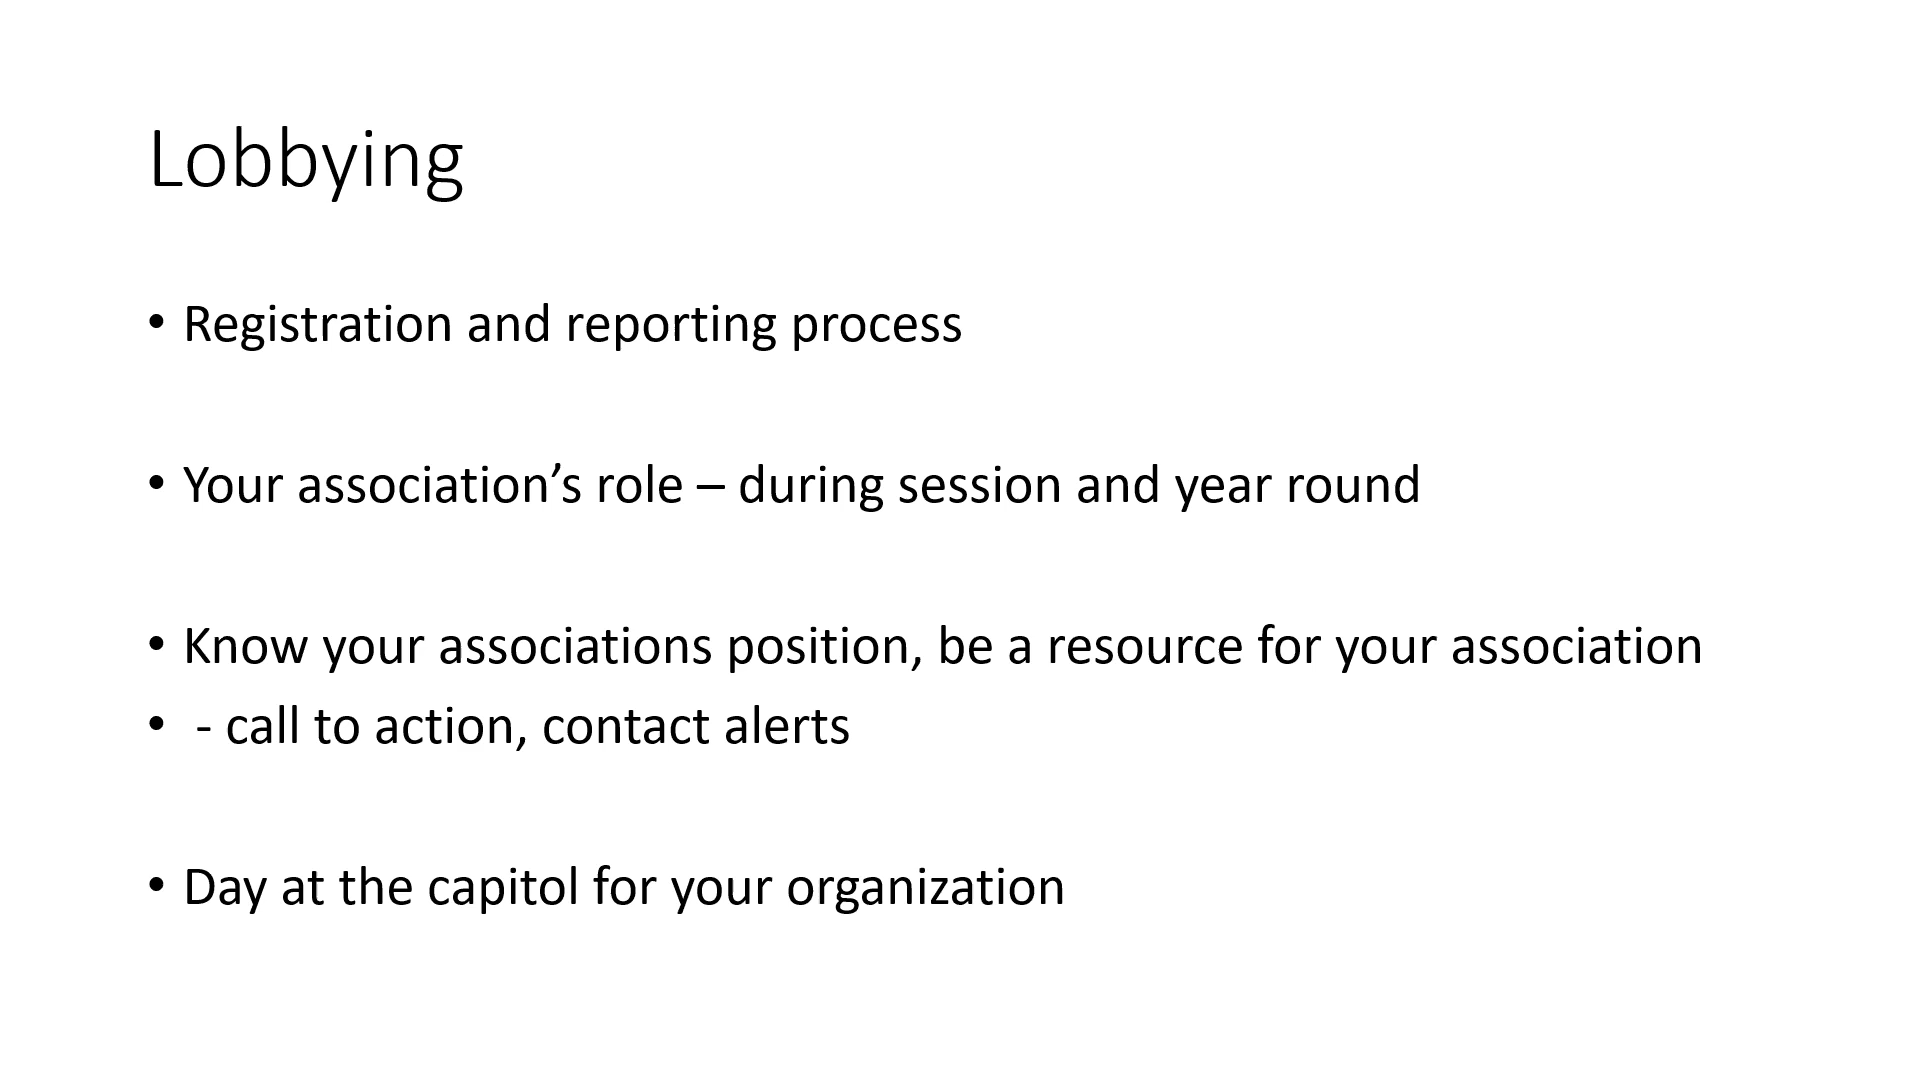 Lobbying
• Registration and reporting process
• Your association’s role – during session and year round
• Know your associations position, be a resource for your association
• - call to action, contact alerts
• Day at the capitol for your organization